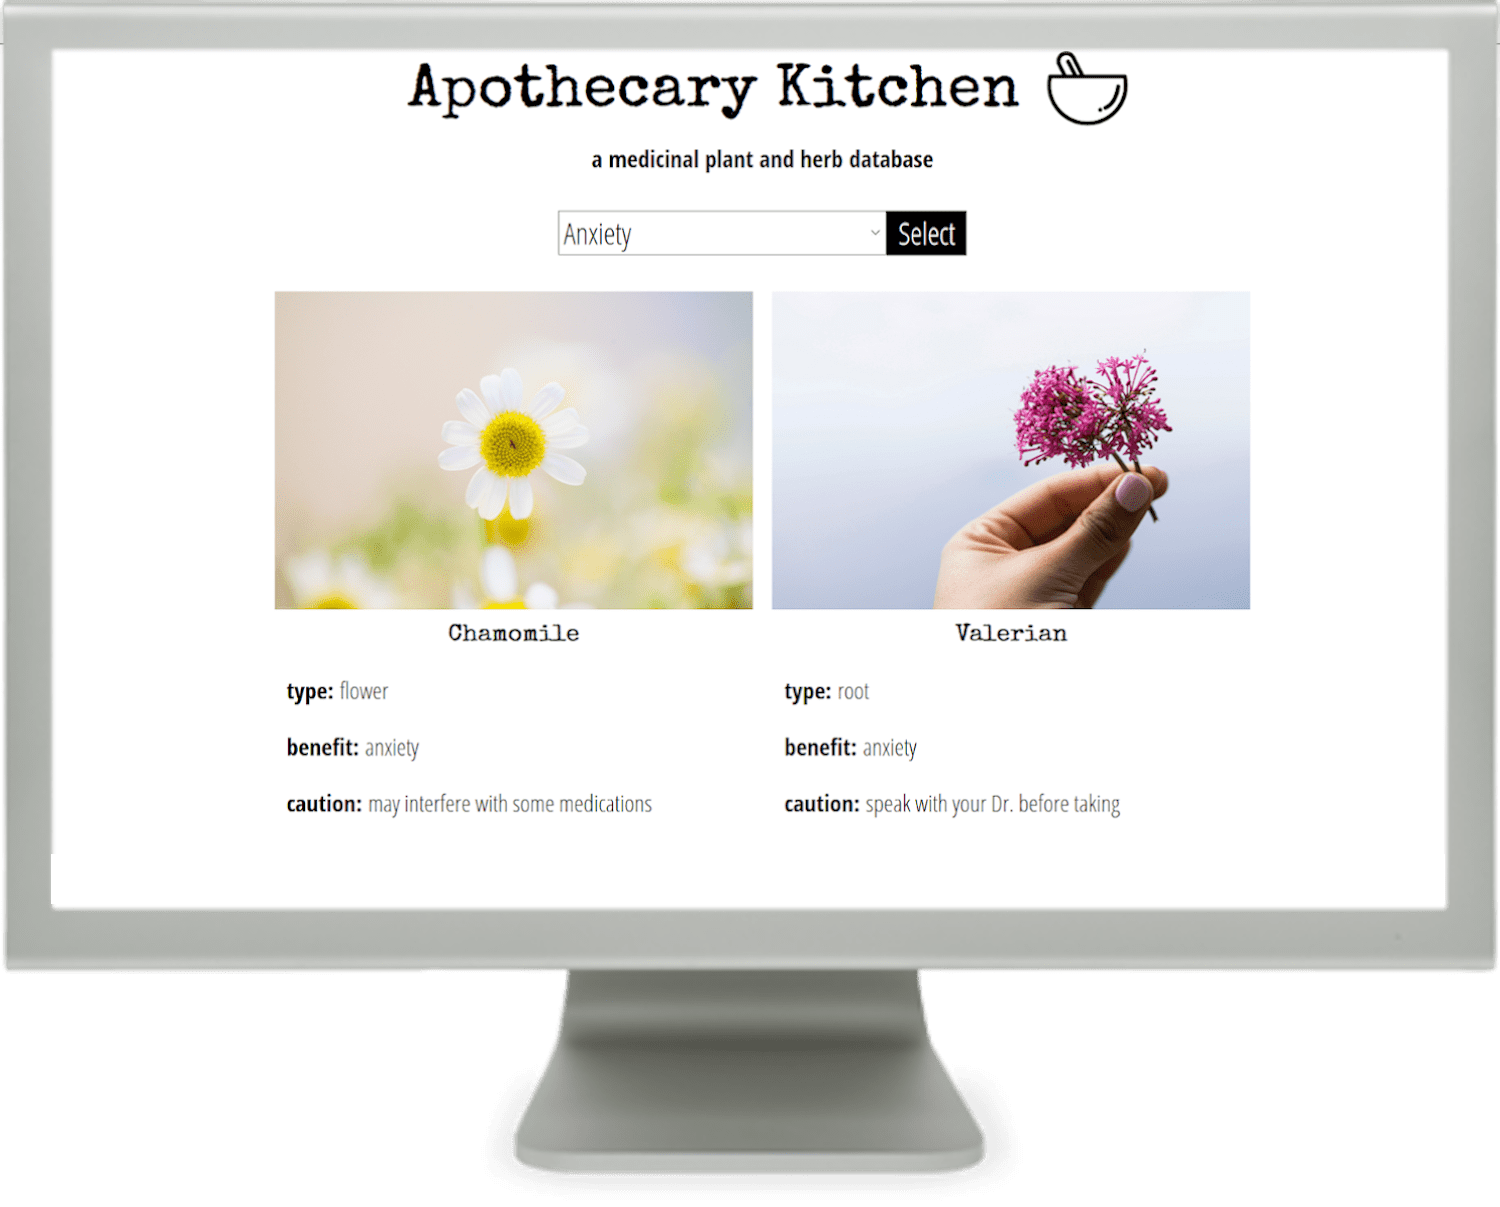 Apothecary Kitchen
a medicinal plant and herb database
Anxiety Select
Chamomile
type: flower
benefit: anxiety
caution: may interfere with some medications
Valerian
type: root
benefit: anxiety
caution: speak with your Dr. before taking